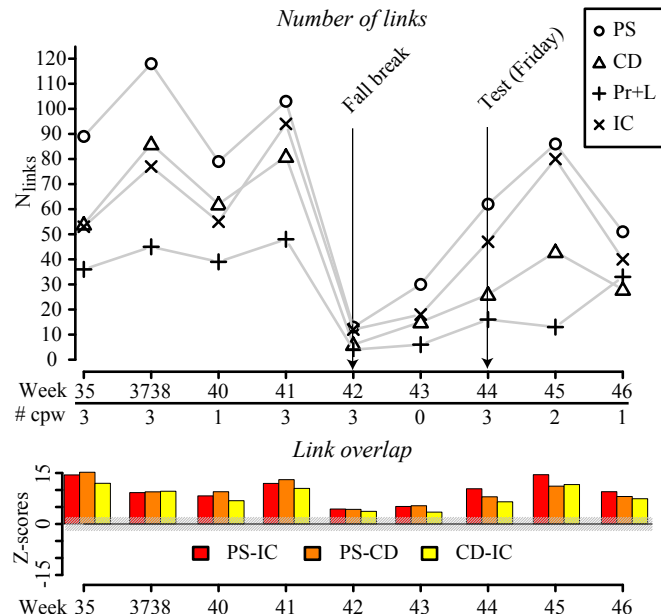 Number of links
PS
CD
Pr+L
IC
Fall break
Test (Friday)
N links
120
110
100
90
80
70
60
50
40
30
20
10
0
Week 35 3738 40 41 42 43 44 45 46
# cpw 3 3 1 3 3 0 3 2 1
Link overlap
Z-scores
15
0
-15
PS-IC PS-CD CD-IC
Week 35 3738 40 41 42 43 44 45 46